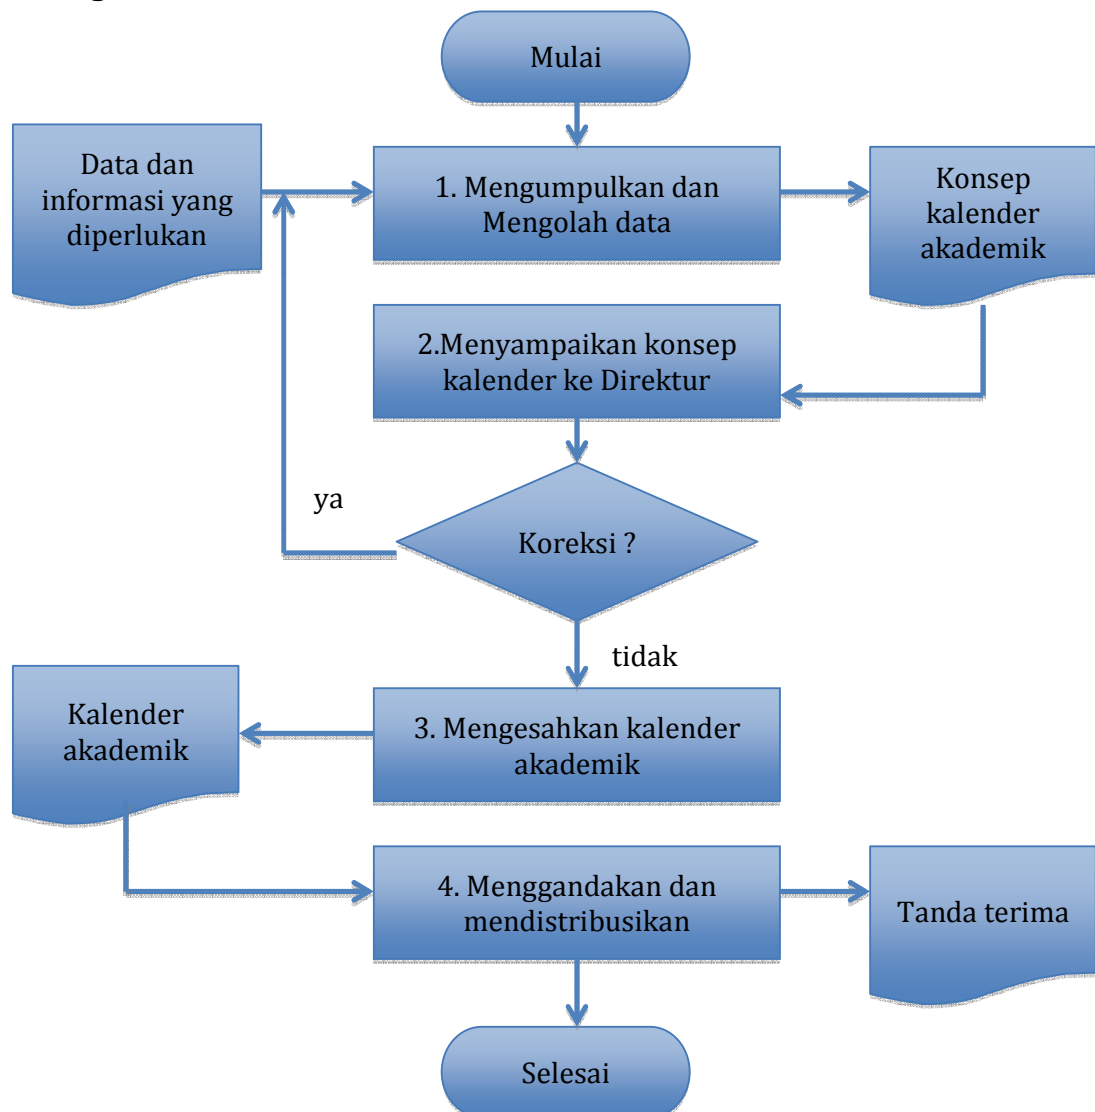 Mulai
Data dan
informasi yang
diperlukan
1. Mengumpulkan dan
Mengolah data
Konsep
kalender
akademik
2.Menyampaikan konsep
kalender ke Direktur
ya
Koreksi ?
tidak
Kalender
akademik
3. Mengesahkan kalender
akademik
4. Menggandakan dan
mendistribusikan
Tanda terima
Selesai